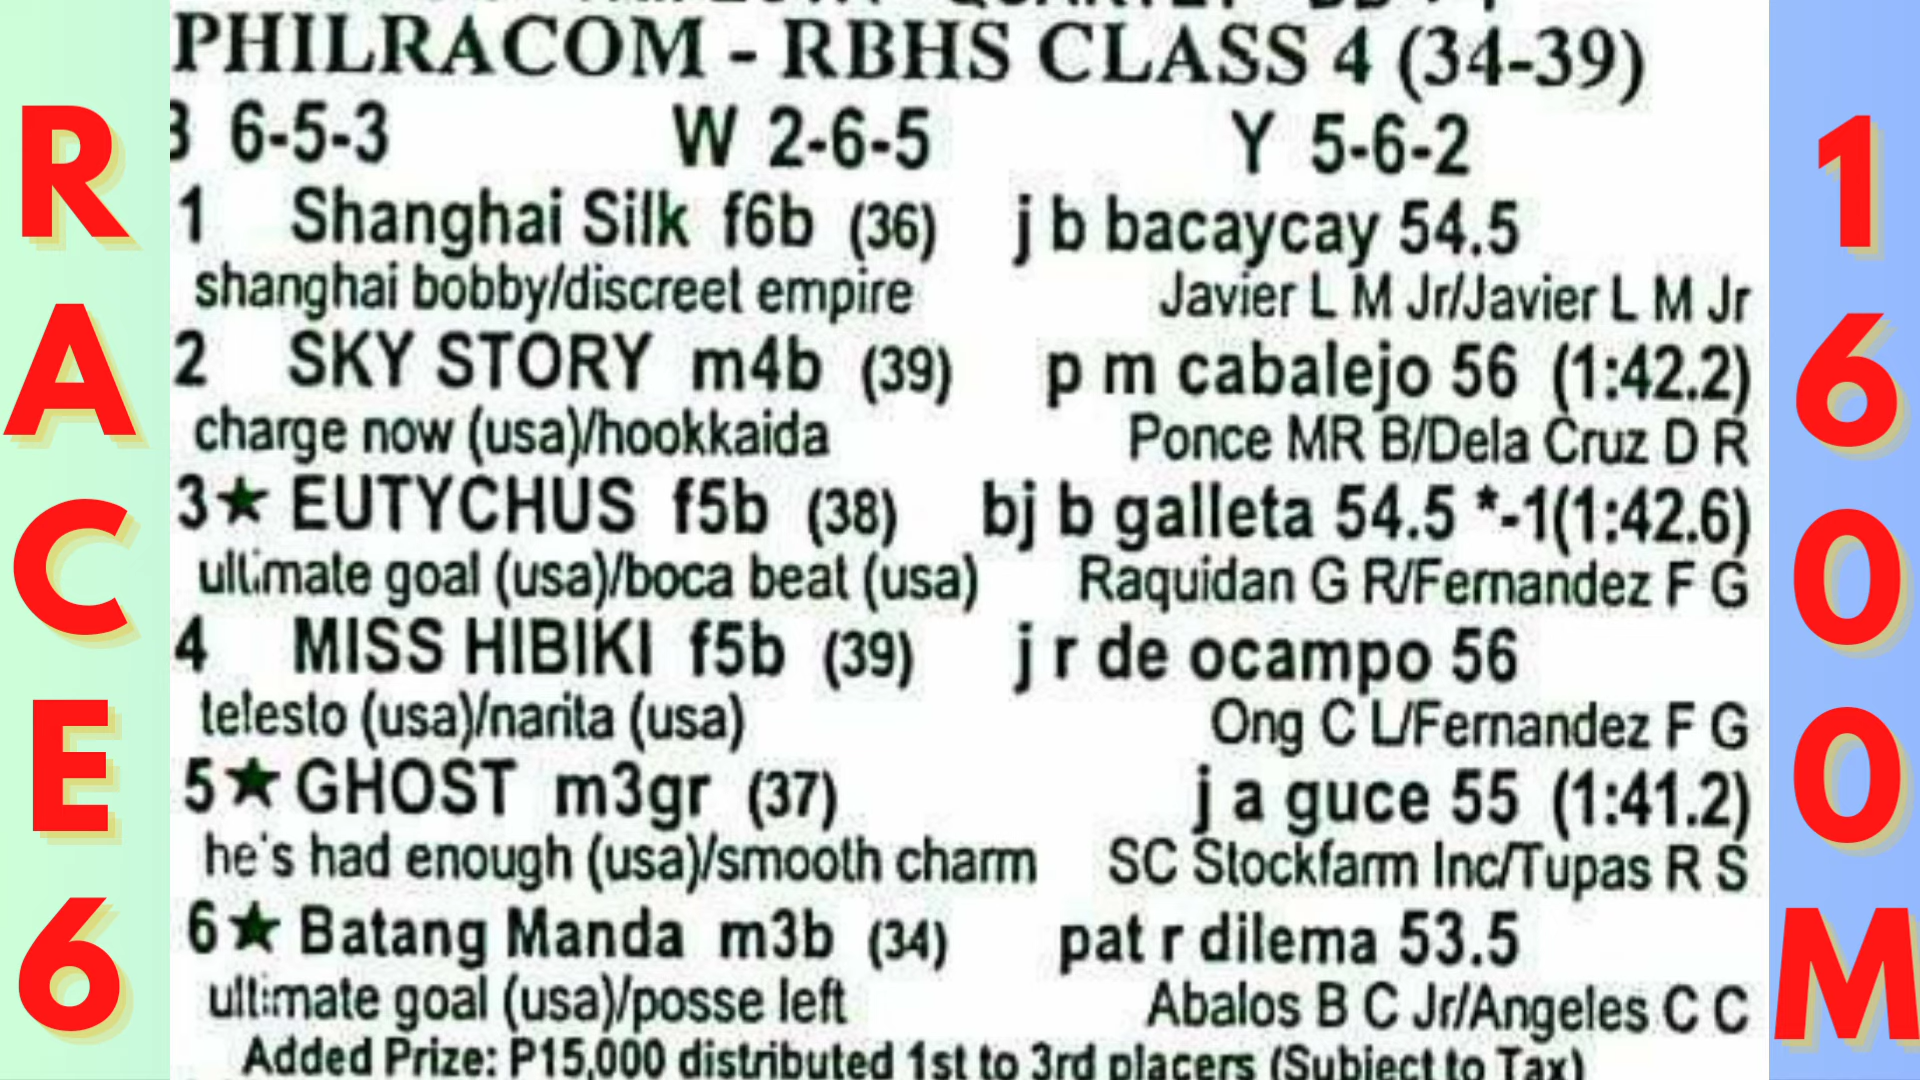 RACE 6
1600M
PHILRACOM - RBHS CLASS 4 (34-39)
6-5-3 W 2-6-5 Y 5-6-2
1 Shanghai Silk f6b (36) j b bacaycay 54.5
shanghai bobby/discreet empire Javier L M Jr/Javier L M Jr
2 SKY STORY m4b (39) p m cabalejo 56 (1:42.2)
charge now (usa)/hookkaida Ponce MR B/Dela Cruz D R
3★ EUTYCHUS f5b (38) bj b galleta 54.5 *-1(1:42.6)
ultimate goal (usa)/boca beat (usa) Raquidan G R/Fernandez F G
4 MISS HIBIKI f5b (39) j r de ocampo 56
telesto (usa)/narita (usa) Ong C L/Fernandez F G
5★ GHOST m3gr (37) j a guce 55 (1:41.2)
he's had enough (usa)/smooth charm SC Stockfarm Inc/Tupas R S
6★ Batang Manda m3b (34) pat r dilema 53.5
ultimate goal (usa)/posse left Abalos B C Jr/Angeles C C
Added Prize: P15,000 distributed 1st to 3rd placers (Subject to Tax)